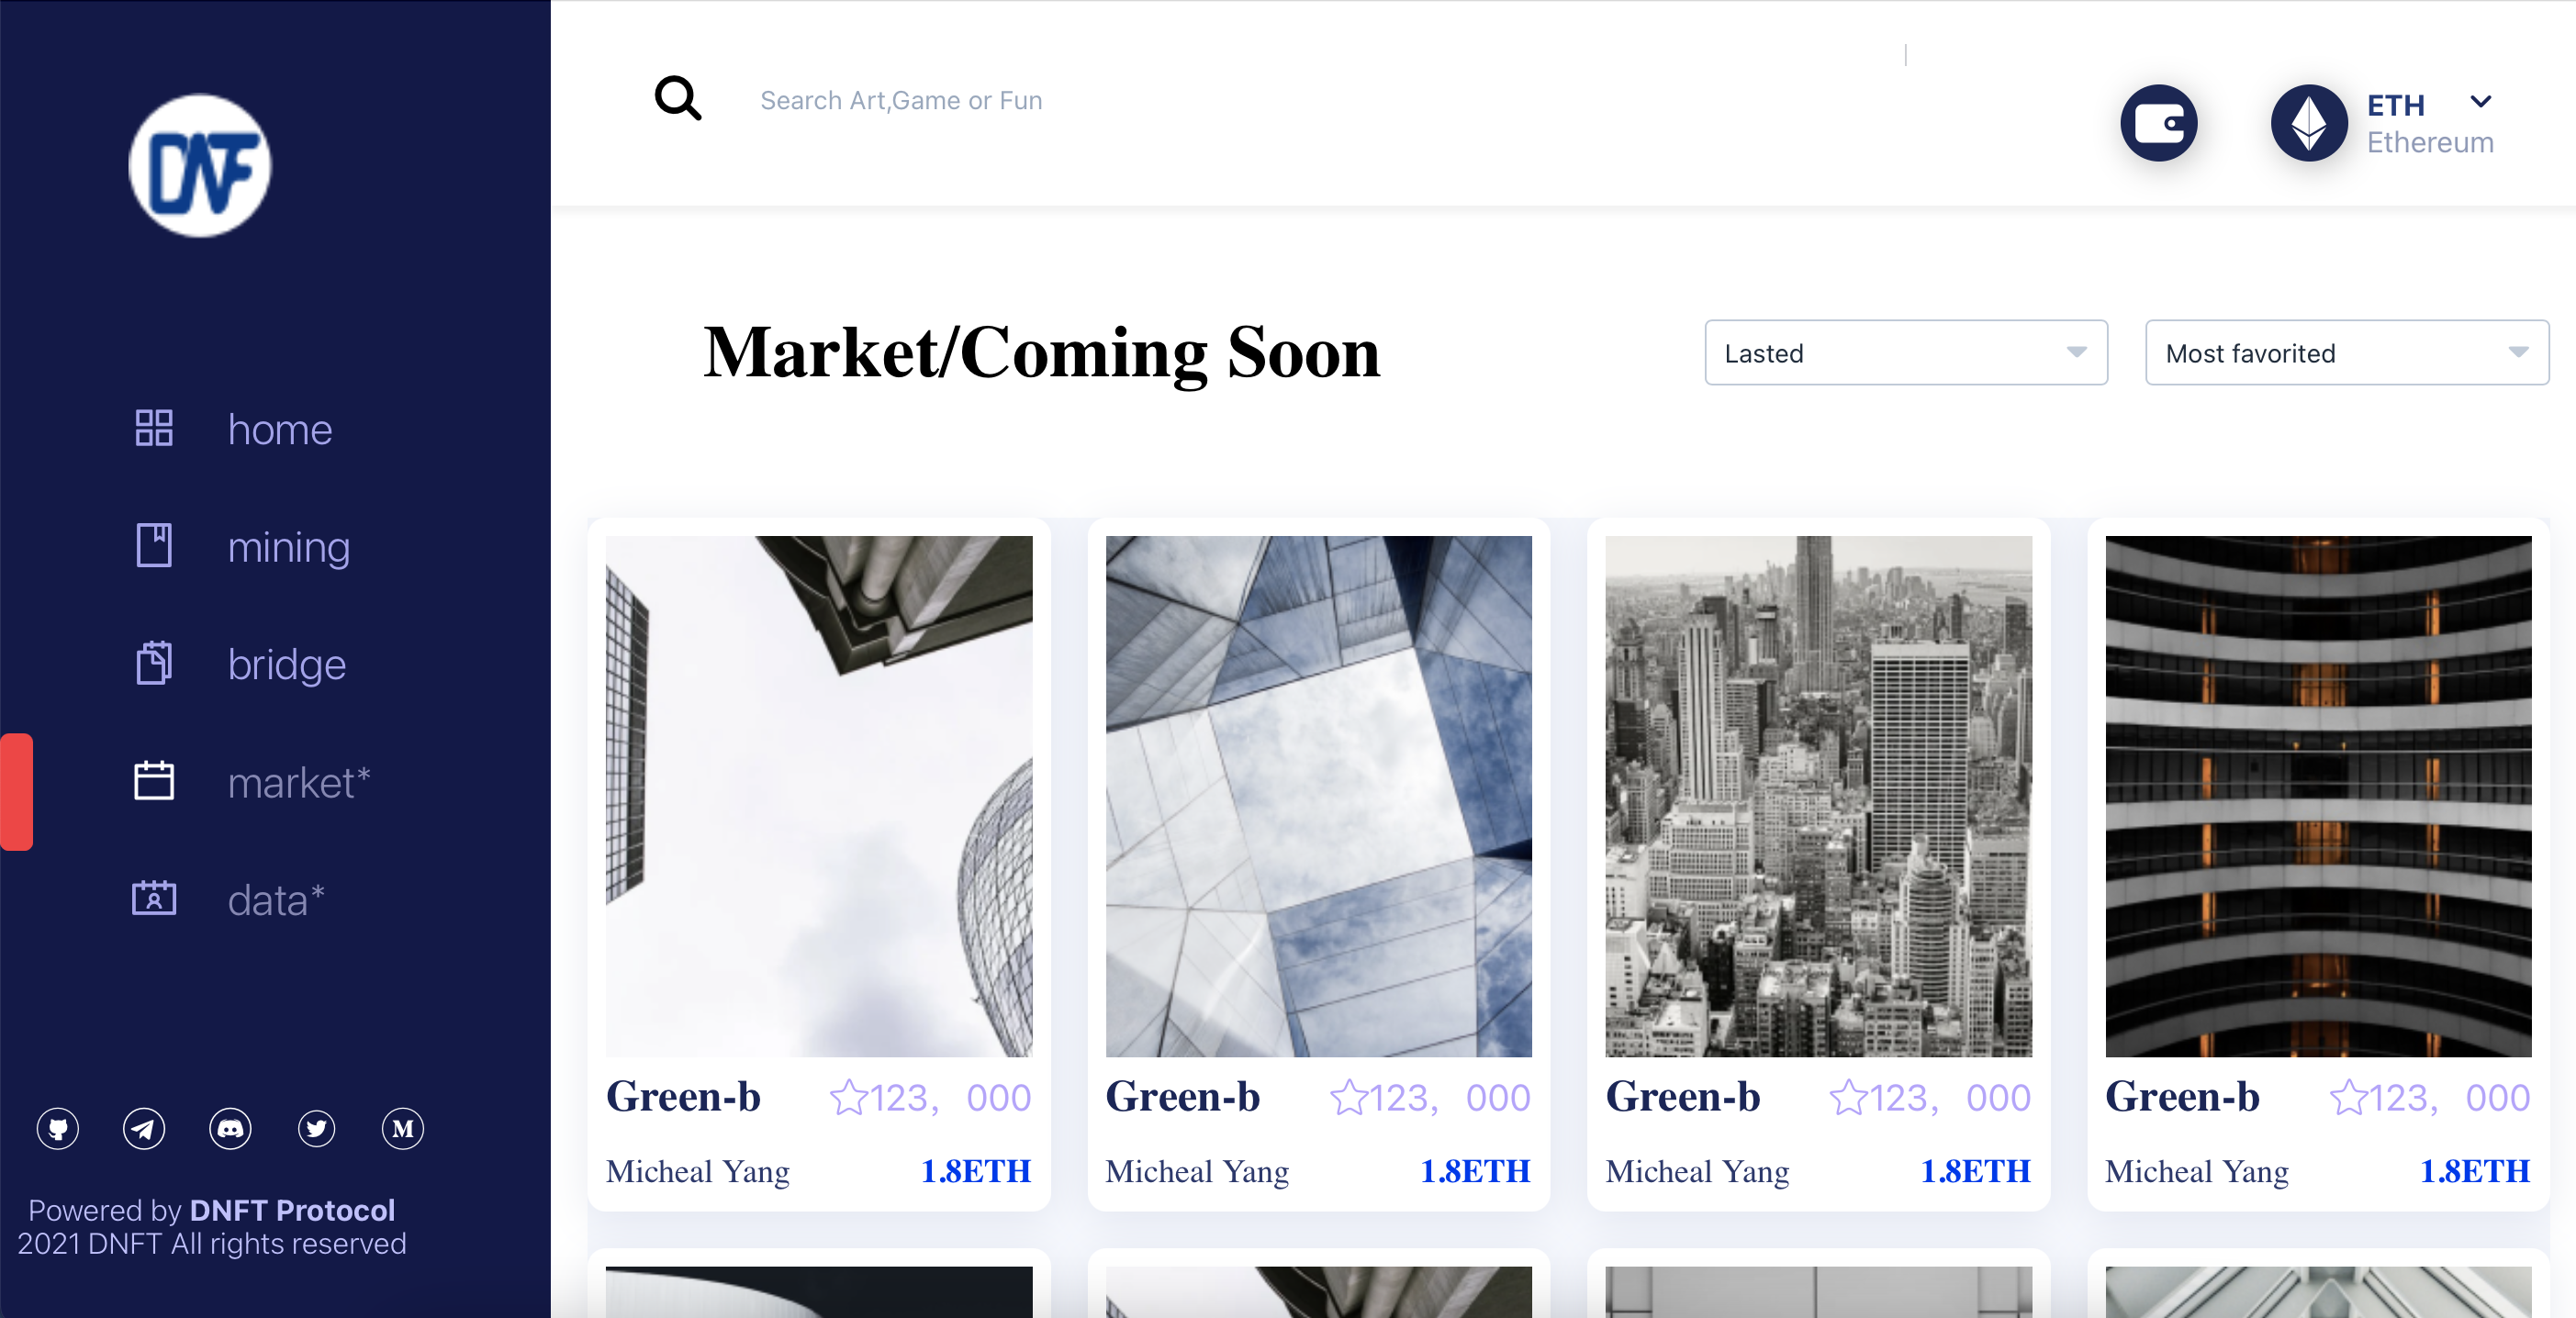 DNF
home
mining
bridge
market*
data*
M
Powered by DNFT Protocol
2021 DNFT All rights reserved
Search Art,Game or Fun
ETH
Ethereum
Market/Coming Soon
Lasted
Most favorited
Green-b 123, 000
Micheal Yang 1.8ETH
Green-b 123, 000
Micheal Yang 1.8ETH
Green-b 123, 000
Micheal Yang 1.8ETH
Green-b 123, 000
Micheal Yang 1.8ETH